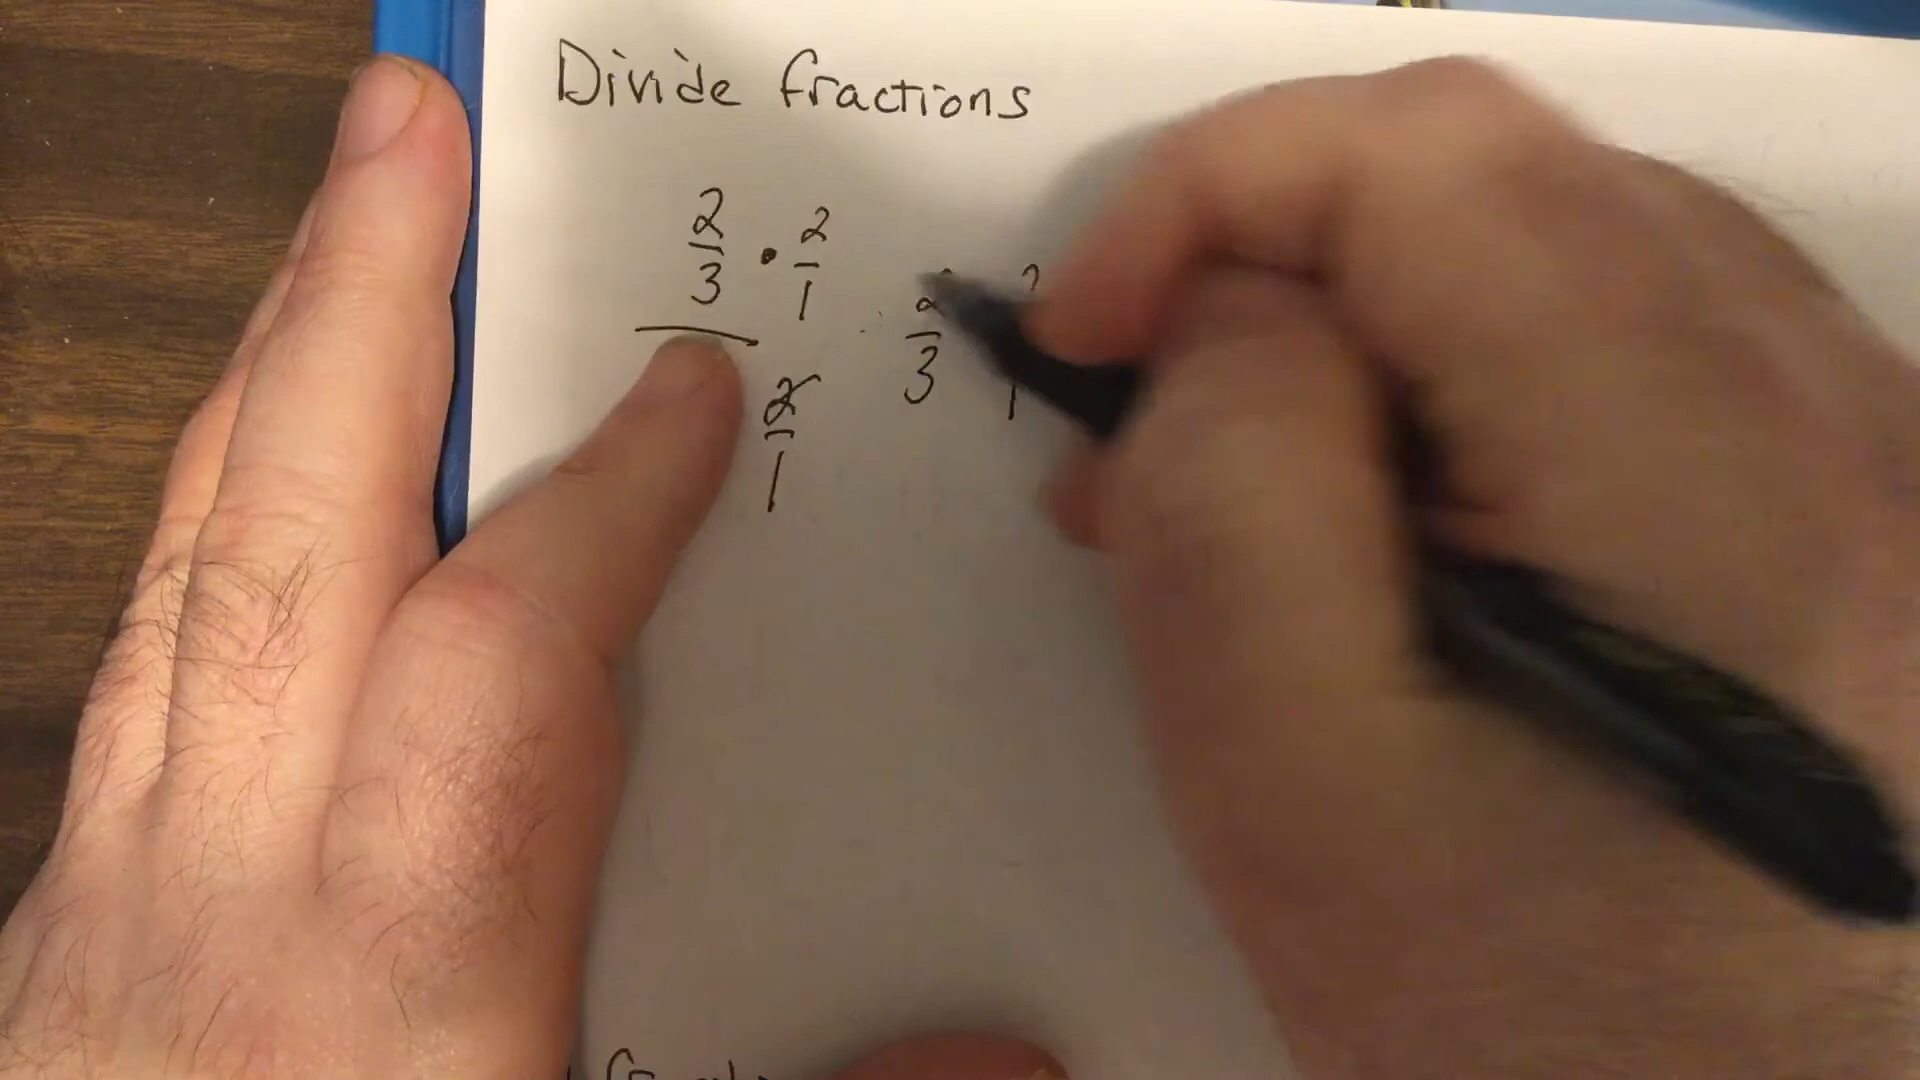 Divide fractions
2/3 • 2/1
2/3
2/1